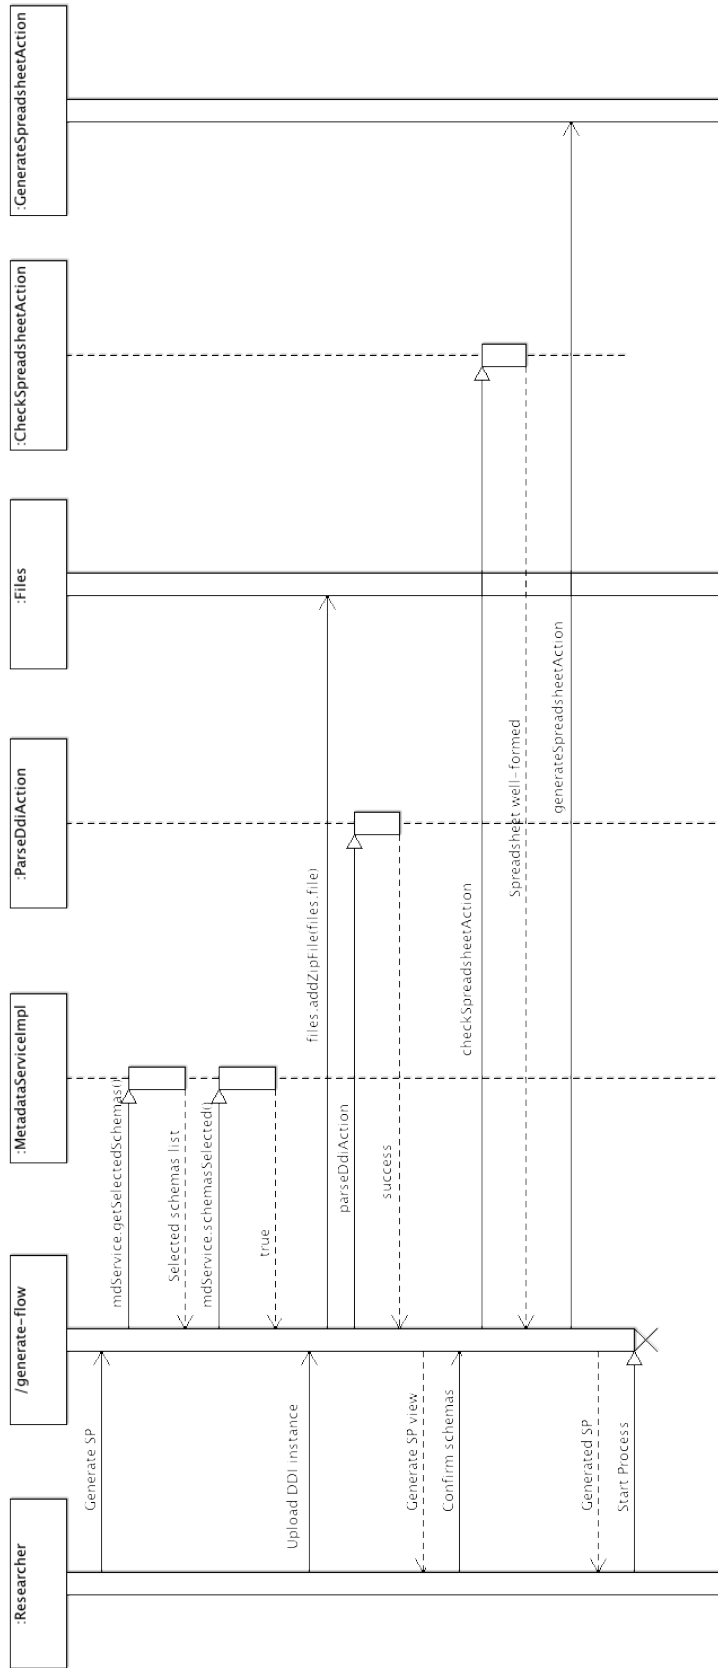 :Researcher
/generate-flow
:MetadataServiceImpl
:ParseDdiAction
:Files
:CheckSpreadsheetAction
:GenerateSpreadsheetAction
Generate SP
mdService.getSelectedSchemas()
Selected schemas list
mdService.schemasSelected()
true
Upload DDI instance
files.addZipFile(files.file)
parseDdiAction
success
Generate SP view
Confirm schemas
checkSpreadsheetAction
Spreadsheet well-formed
generateSpreadsheetAction
Generated SP
Start Process